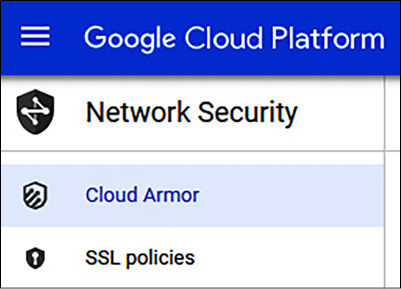 Google Cloud Platform
Network Security
Cloud Armor
SSL policies